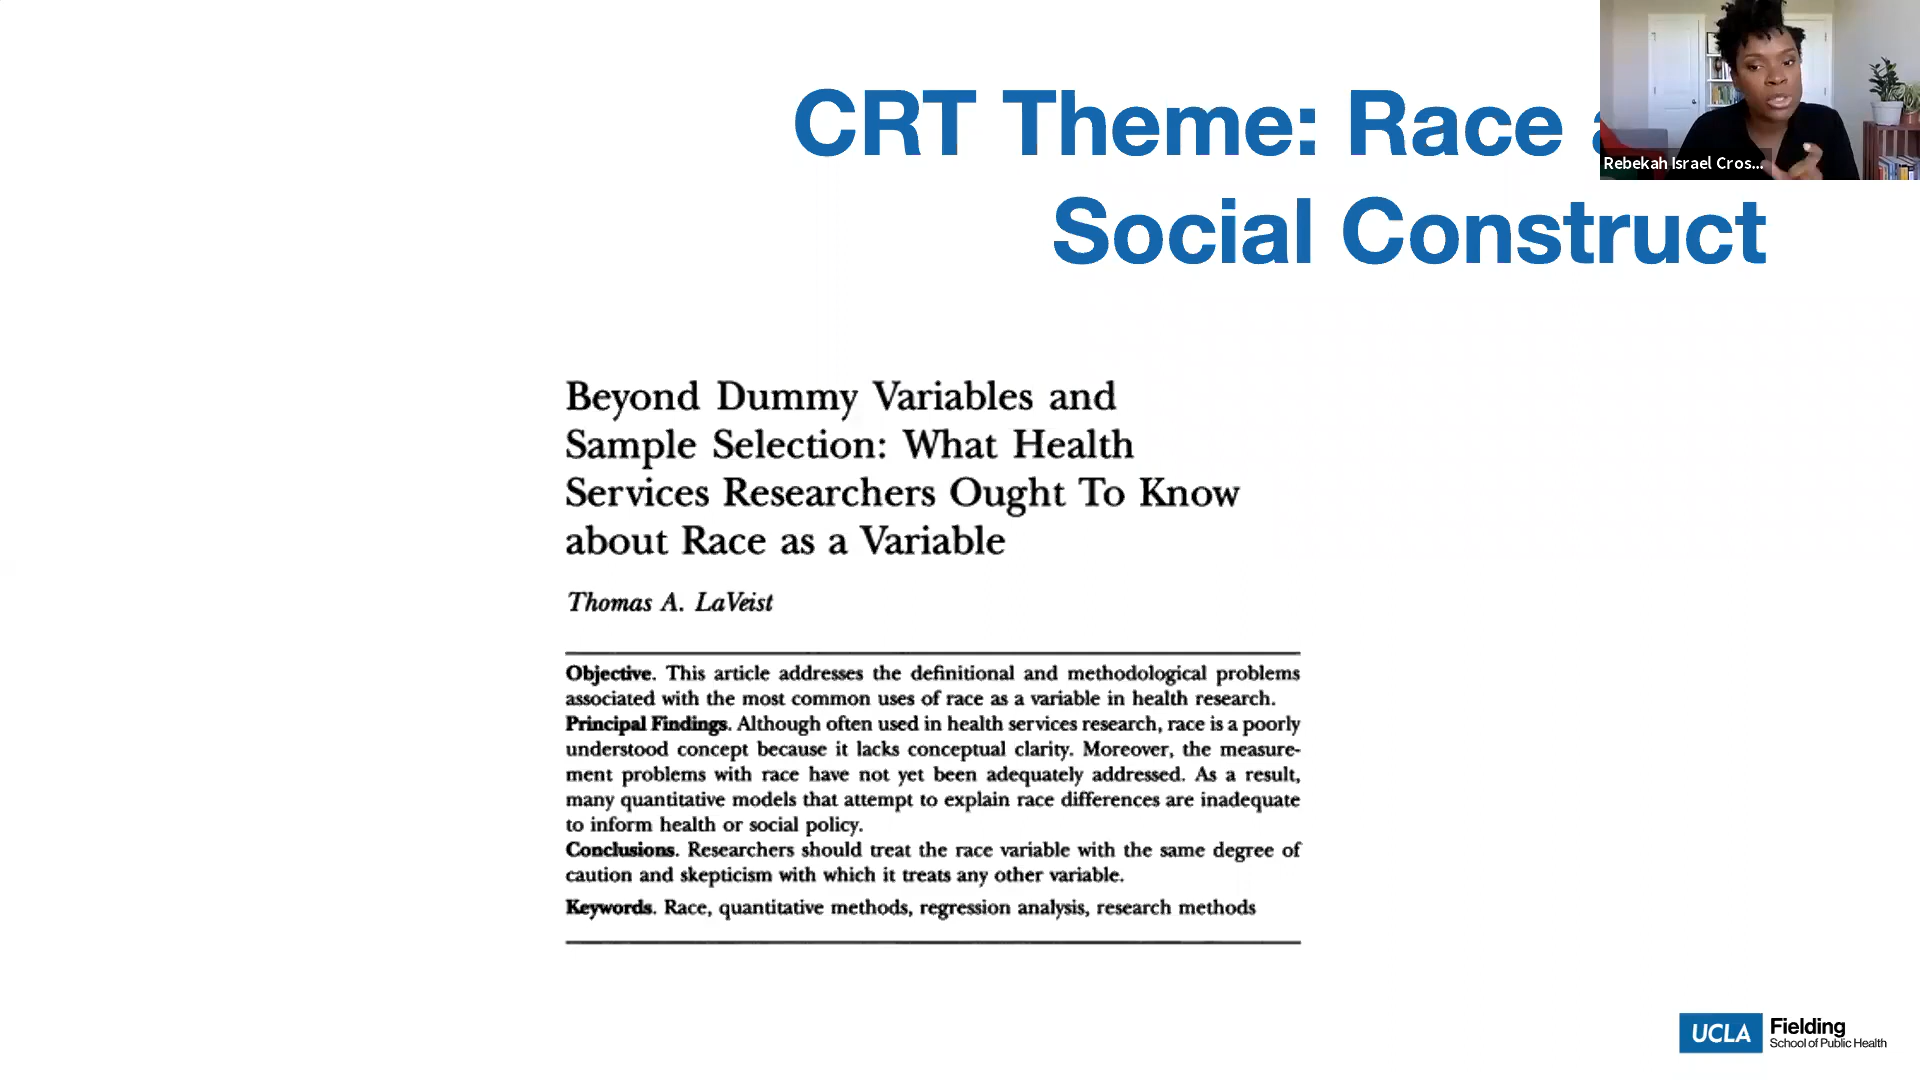 CRT Theme: Race a
Social Construct
Rebekah Israel Cros...
Beyond Dummy Variables and
Sample Selection: What Health
Services Researchers Ought To Know
about Race as a Variable
Thomas A. LaVeist
Objective. This article addresses the definitional and methodological problems
associated with the most common uses of race as a variable in health research.
Principal Findings. Although often used in health services research, race is a poorly
understood concept because it lacks conceptual clarity. Moreover, the measure-
ment problems with race have not yet been adequately addressed. As a result,
many quantitative models that attempt to explain race differences are inadequate
to inform health or social policy.
Conclusions. Researchers should treat the race variable with the same degree of
caution and skepticism with which it treats any other variable.
Keywords. Race, quantitative methods, regression analysis, research methods
UCLA Fielding
School of Public Health